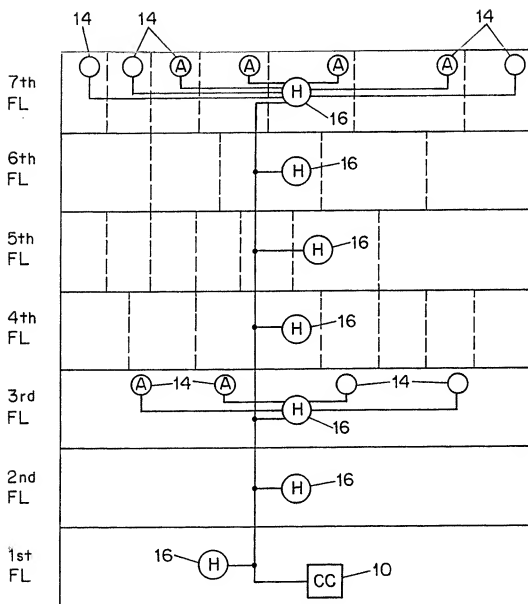 14 14 14
A A A A
7th
FL
H
16
6th
FL
H 16
5th
FL
H 16
4th
FL
H 16
A 14 A 14
3rd
FL
H
16
2nd
FL
H 16
1st
FL
16 H
CC 10